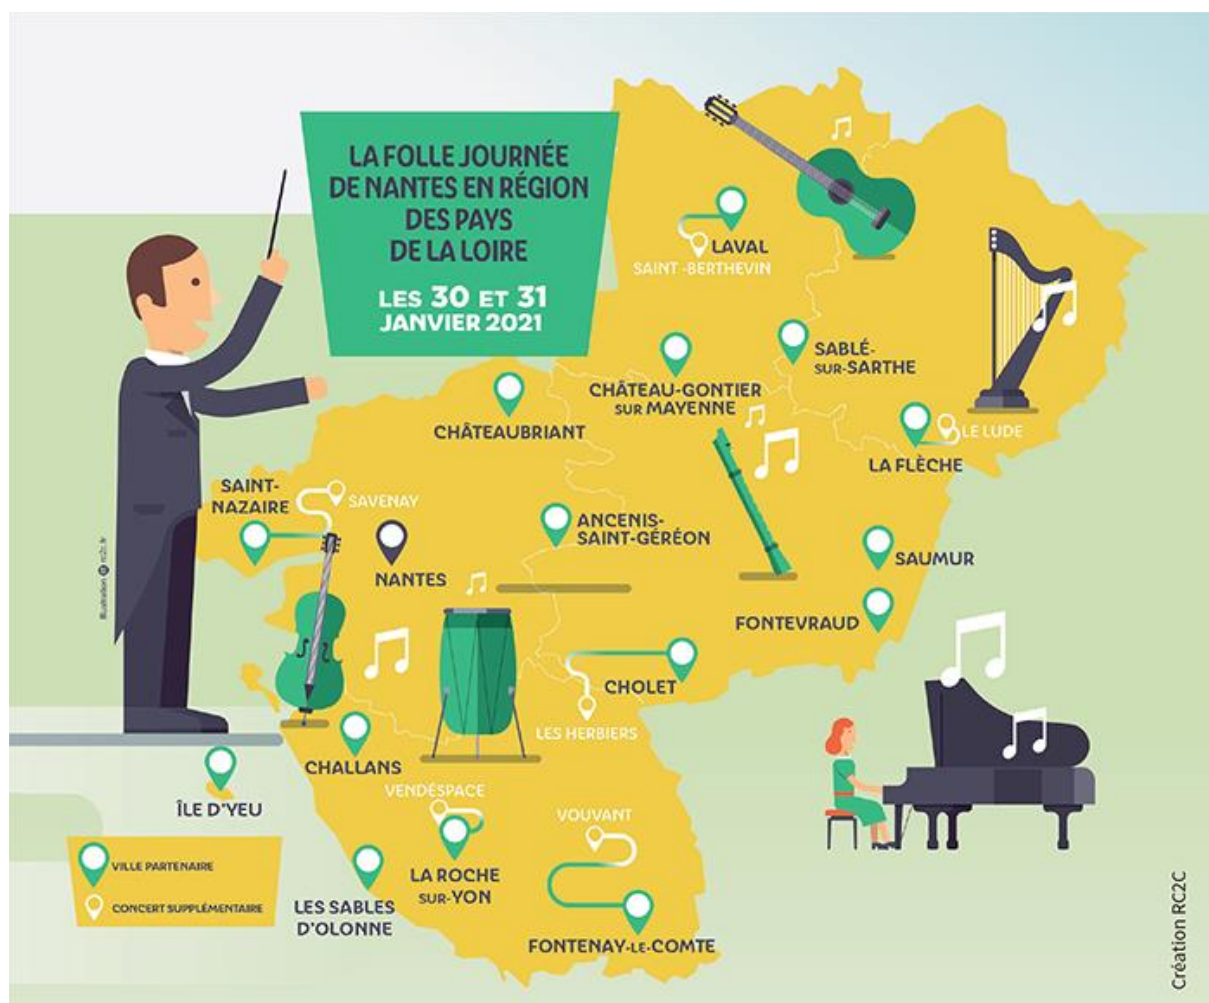 LA FOLLE JOURNÉE
DE NANTES EN RÉGION
DES PAYS
DE LA LOIRE
LES 30 ET 31
JANVIER 2021
LAVAL
SAINT -BERTHEVIN
SABLÉ-
SUR-SARTHE
CHÂTEAU-GONTIER
SUR MAYENNE
CHÂTEAUBRIANT
LE LUDE
LA FLÈCHE
SAINT-
NAZAIRE
SAVENAY
ANCENIS-
SAINT-GÉRÉON
NANTES
SAUMUR
FONTEVRAUD
CHOLET
LES HERBIERS
CHALLANS
ÎLE D'YEU
VENDÉSPACE
VOUVANT
LA ROCHE
SUR-YON
LES SABLES
D'OLONNE
FONTENAY-LE-COMTE
VILLE PARTENAIRE
CONCERT SUPPLÉMENTAIRE
Illustration rc2c.fr
Création RC2C